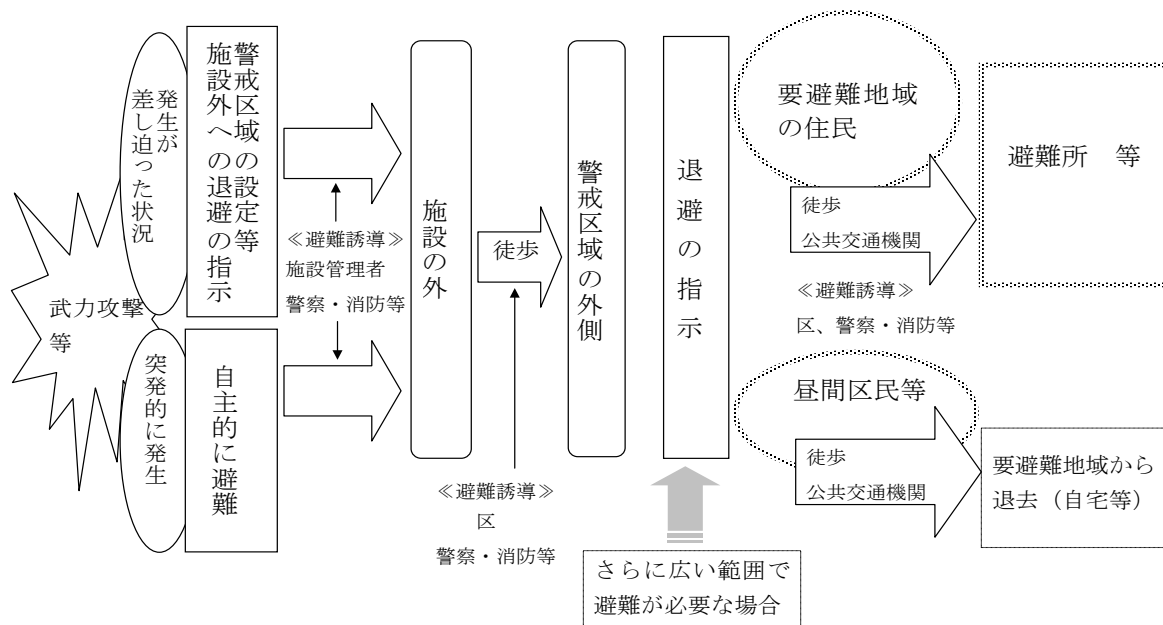 武力攻撃
等
発生が
差し迫った状況
警戒区域の設定等
施設外への退避の指示
突発的に発生
自主的に避難
≪避難誘導≫
施設管理者
警察・消防等
施設の外
徒歩
≪避難誘導≫
区
警察・消防等
警戒区域の外側
退避の指示
さらに広い範囲で
避難が必要な場合
要避難地域
の住民
徒歩
公共交通機関
≪避難誘導≫
区、警察・消防等
避難所　等
昼間区民等
徒歩
公共交通機関
要避難地域から
退去（自宅等）